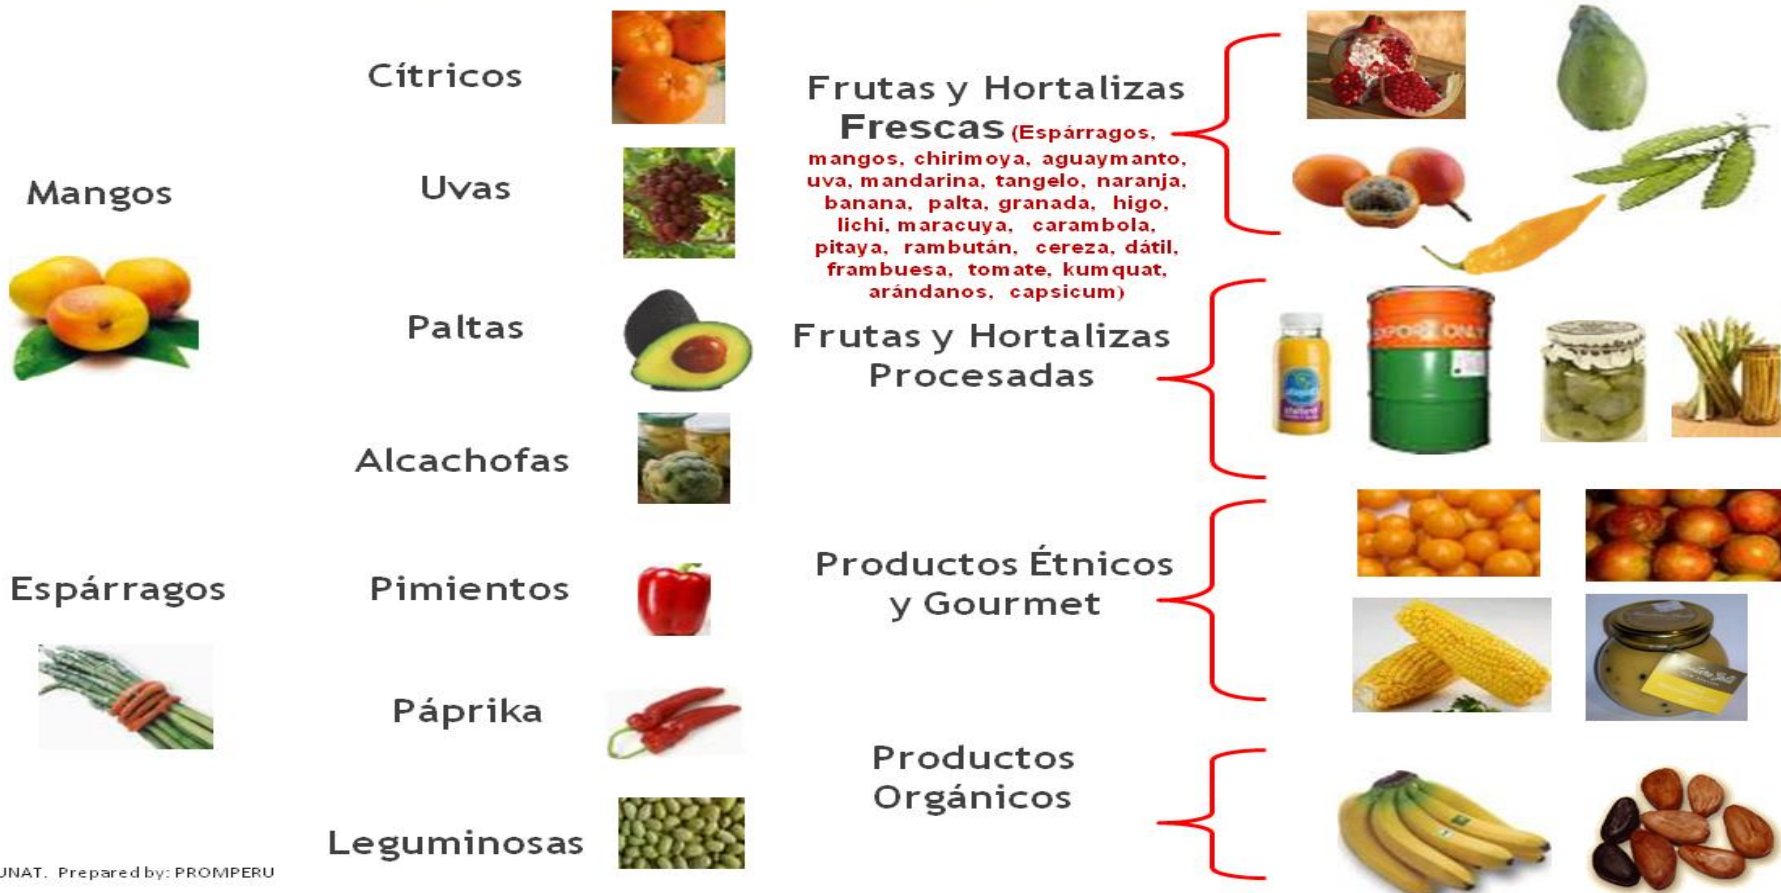 Mangos
Espárragos
Cítricos
Uvas
Paltas
Alcachofas
Pimientos
Páprika
Leguminosas
Frutas y Hortalizas
Frescas (Espárragos,
mangos, chirimoya, aguaymanto,
uva, mandarina, tangelo, naranja,
banana, palta, granada, higo,
lichi, maracuya, carambola,
pitaya, rambután, cereza, dátil,
frambuesa, tomate, kumquat,
arándanos, capsicum)
Frutas y Hortalizas
Procesadas
ONLY
Productos Étnicos
y Gourmet
Productos
Orgánicos
UNAT. Prepared by: PROMPERU